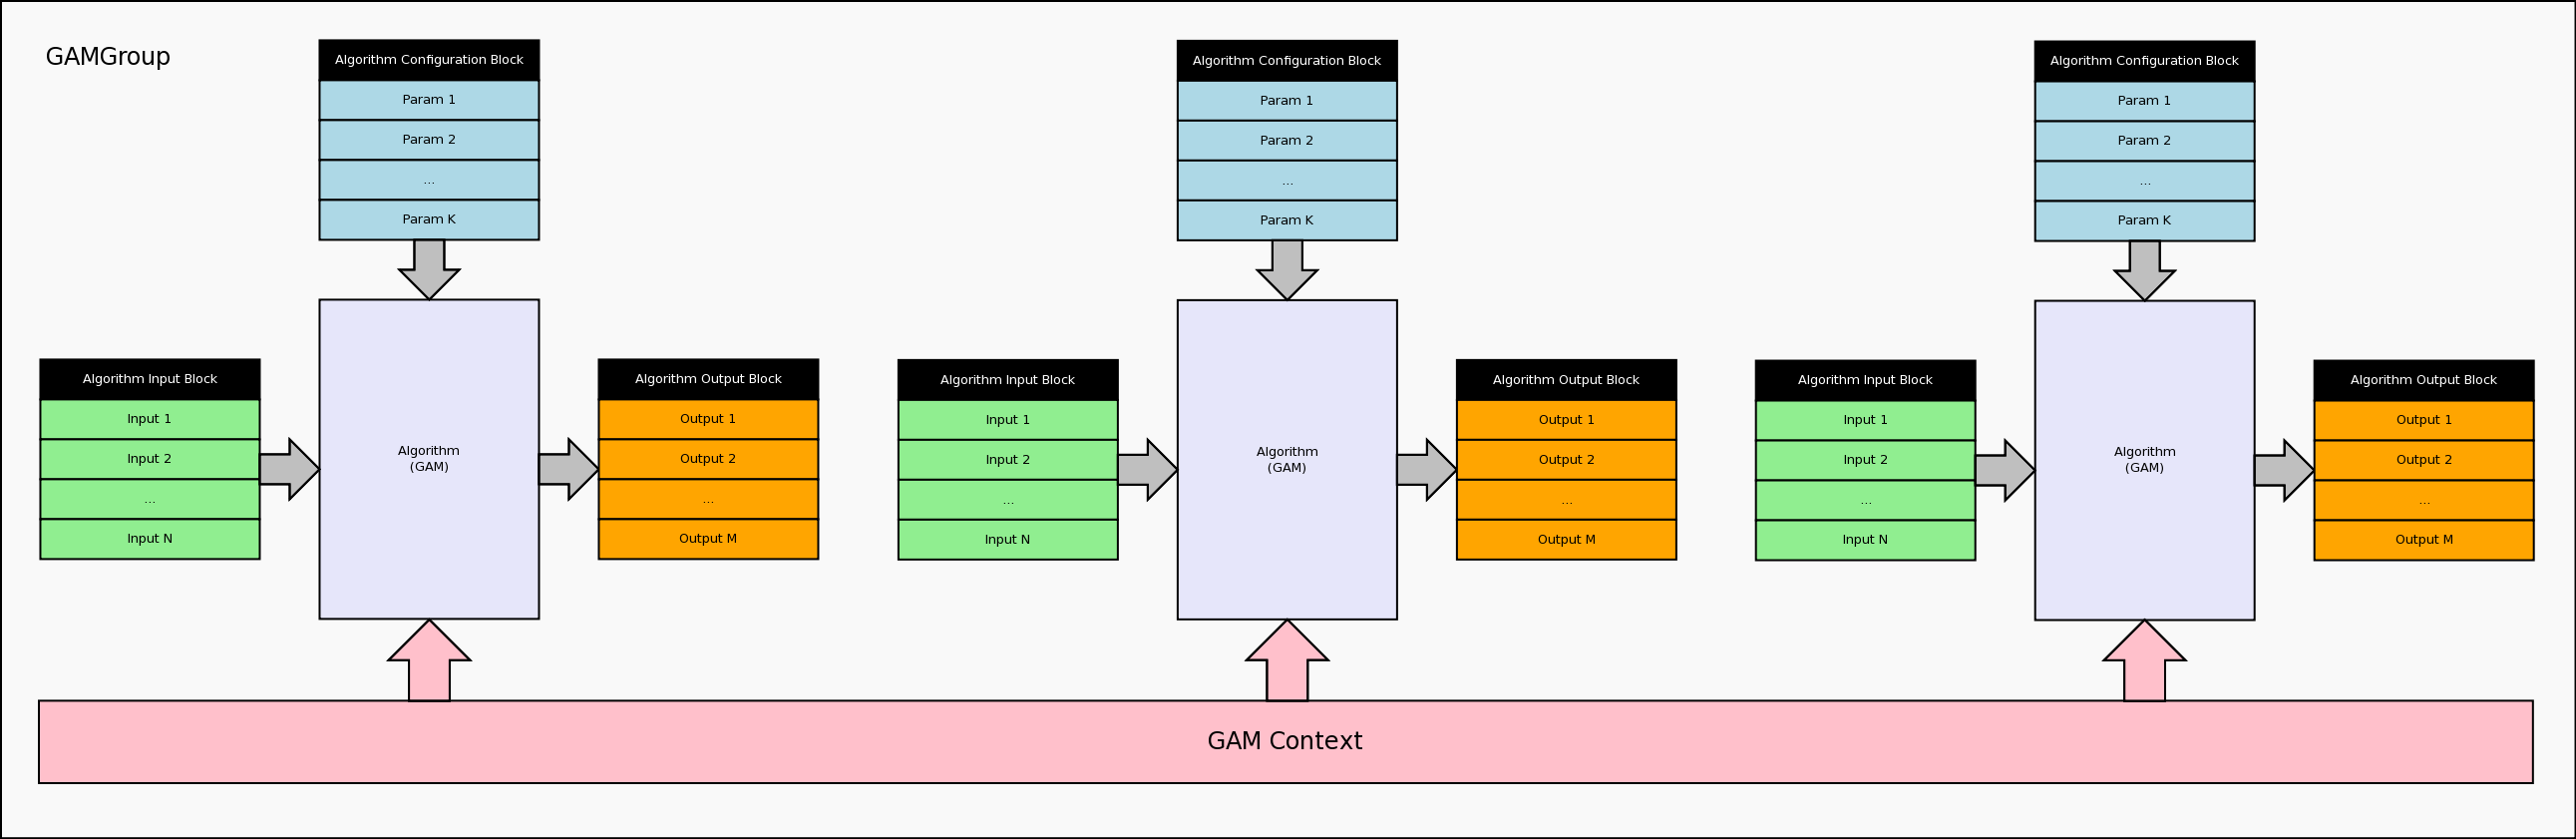 GAMGroup
Algorithm Configuration Block
Param 1
Param 2
...
Param K
Algorithm Input Block
Input 1
Input 2
...
Input N
Algorithm
(GAM)
Algorithm Output Block
Output 1
Output 2
...
Output M
Algorithm Configuration Block
Param 1
Param 2
...
Param K
Algorithm Input Block
Input 1
Input 2
...
Input N
Algorithm
(GAM)
Algorithm Output Block
Output 1
Output 2
...
Output M
Algorithm Configuration Block
Param 1
Param 2
...
Param K
Algorithm Input Block
Input 1
Input 2
...
Input N
Algorithm
(GAM)
Algorithm Output Block
Output 1
Output 2
...
Output M
GAM Context